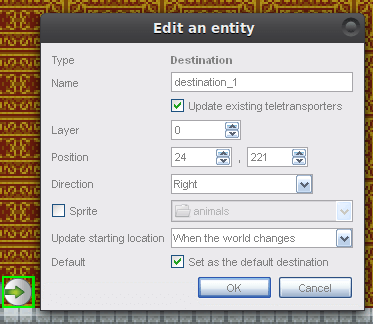 Edit an entity
Type Destination
Name destination_1
Update existing teletransporters
Layer 0
Position 24 , 221
Direction Right
Sprite animals
Update starting location When the world changes
Default Set as the default destination
OK Cancel